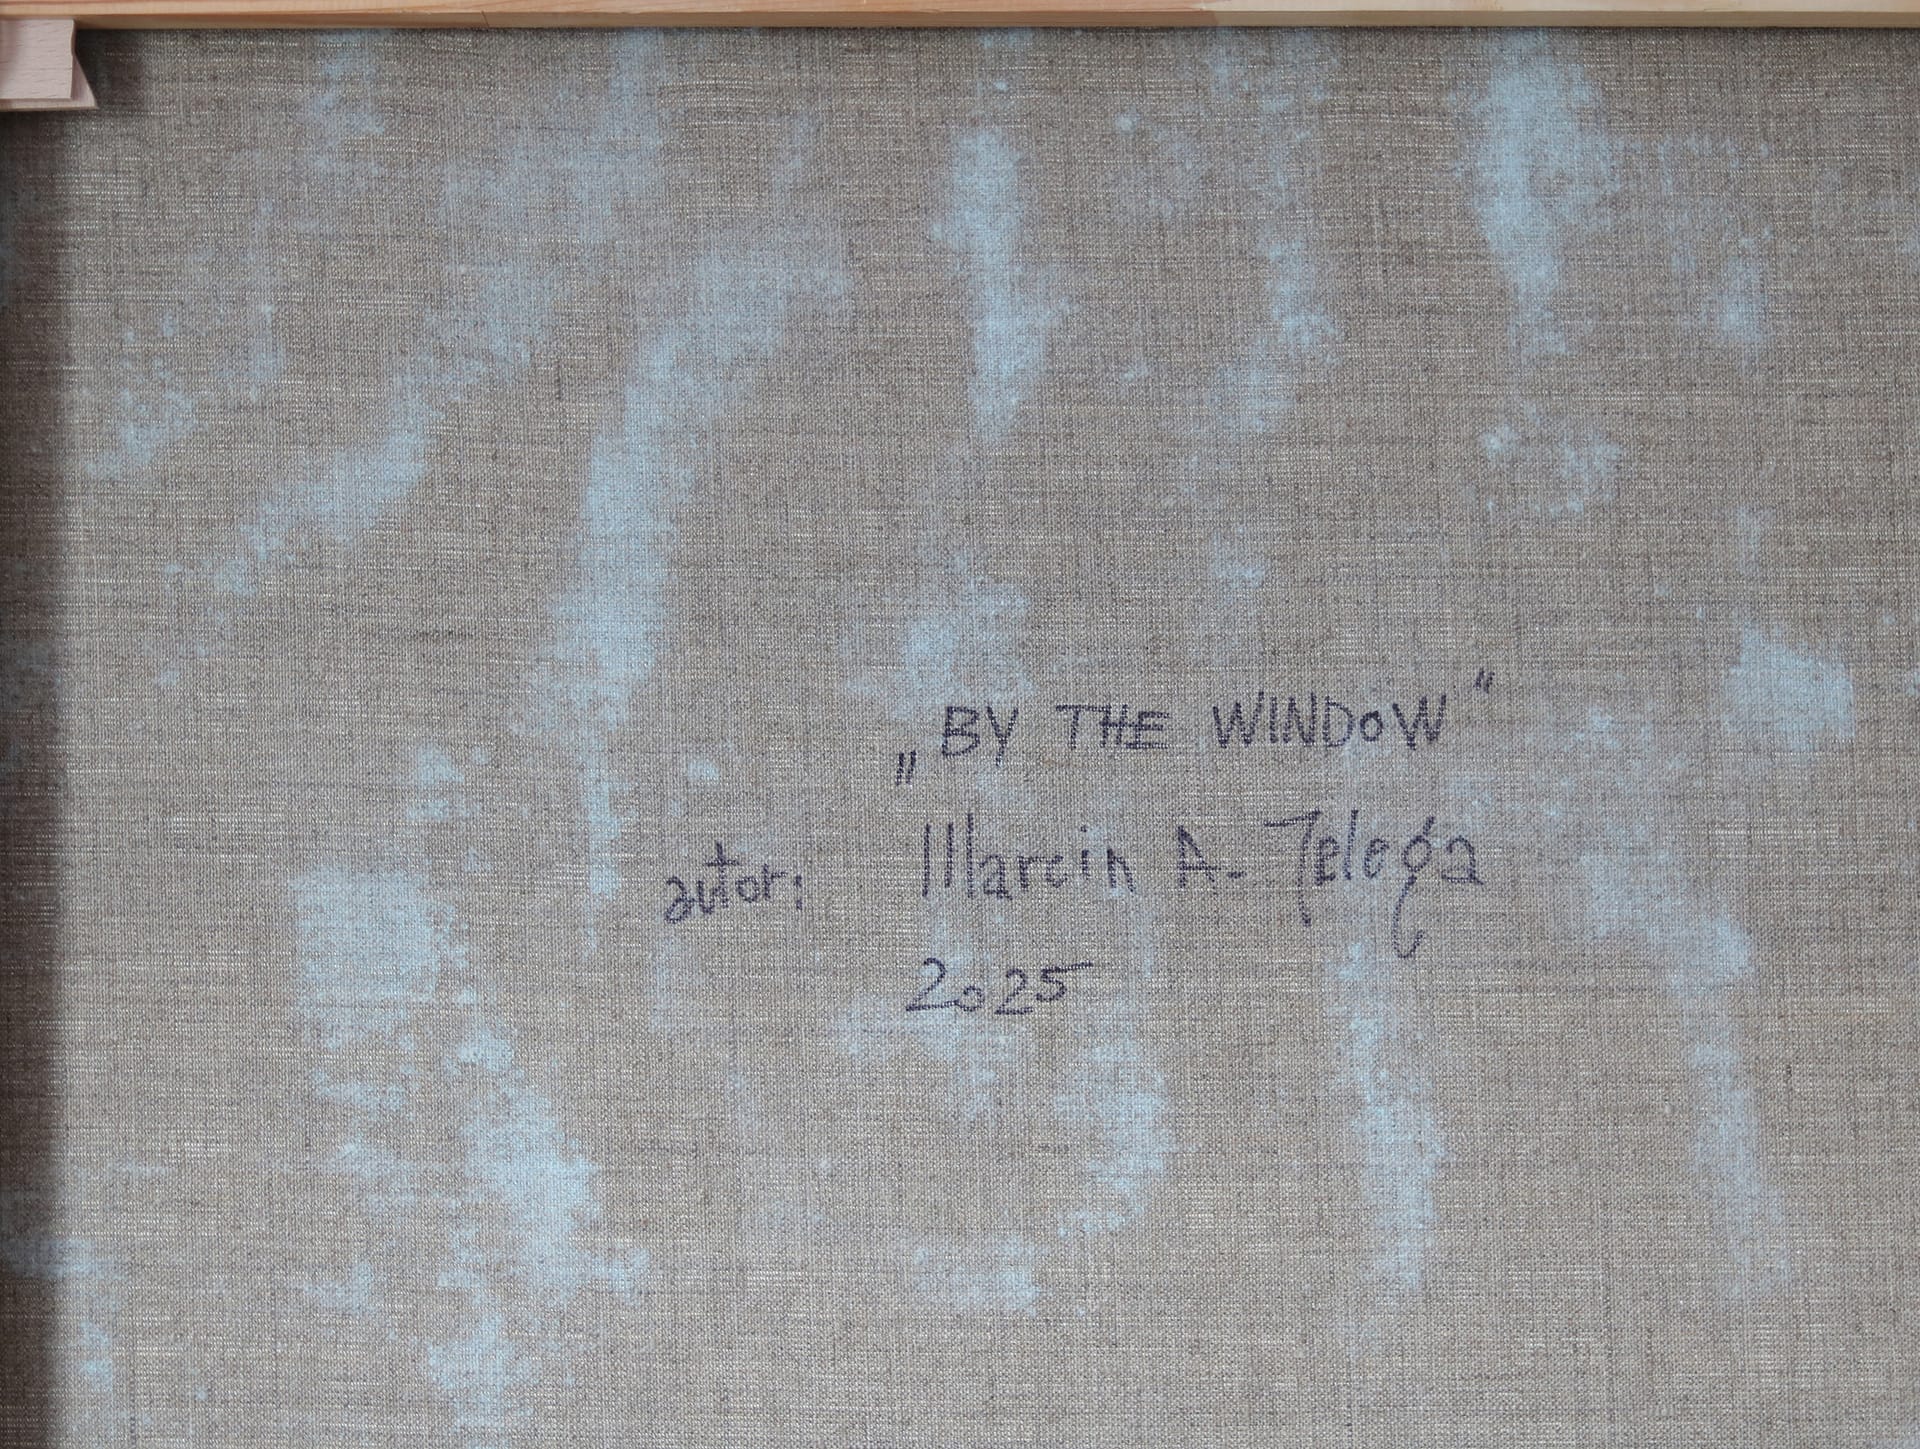 „BY THE WINDOW"
autor: Marcin A. Telega
2025